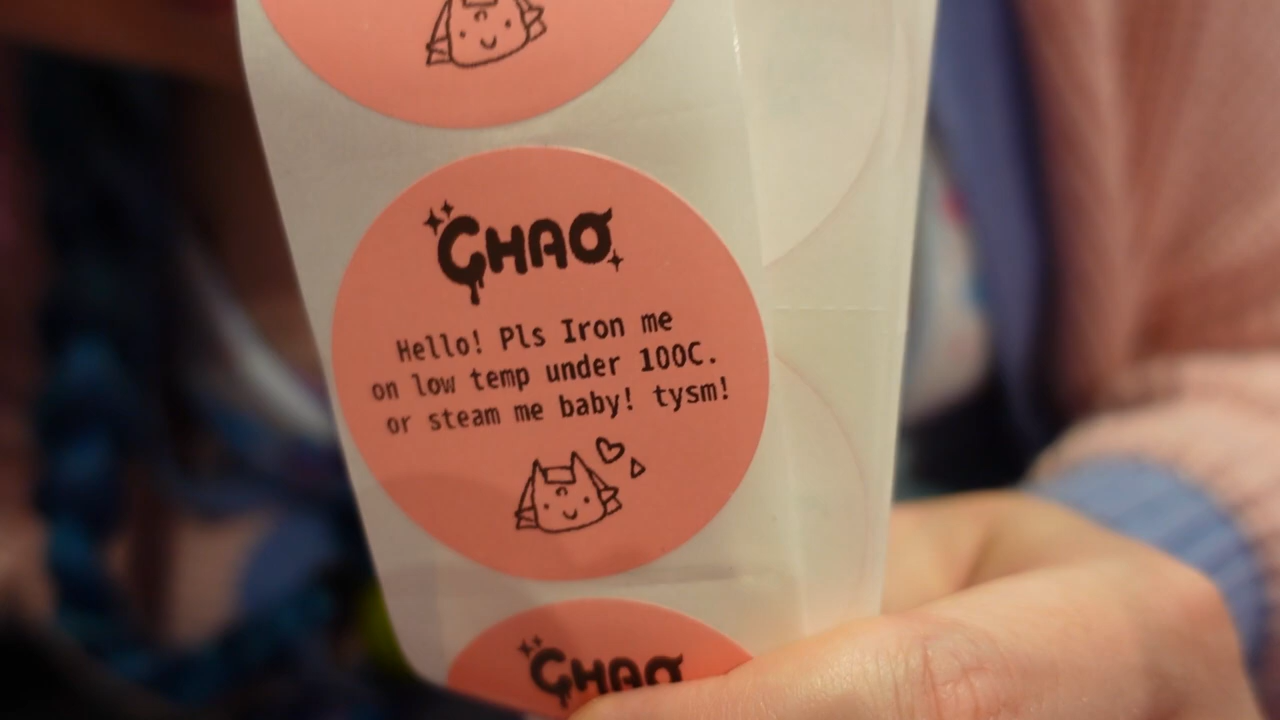 CHAO
Hello! Pls Iron me
on low temp under 100C.
or steam me baby! tysm!
CHAO